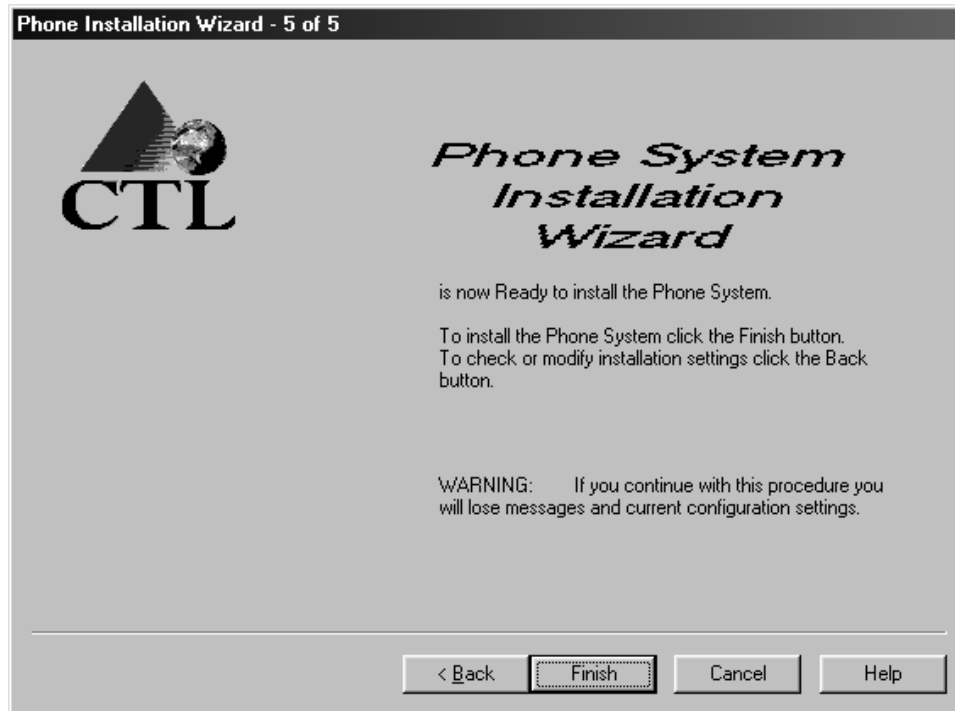 Phone Installation Wizard - 5 of 5
CTL
Phone System
Installation
Wizard
is now Ready to install the Phone System.
To install the Phone System click the Finish button.
To check or modify installation settings click the Back
button.
WARNING: If you continue with this procedure you
will lose messages and current configuration settings.
< Back Finish Cancel Help